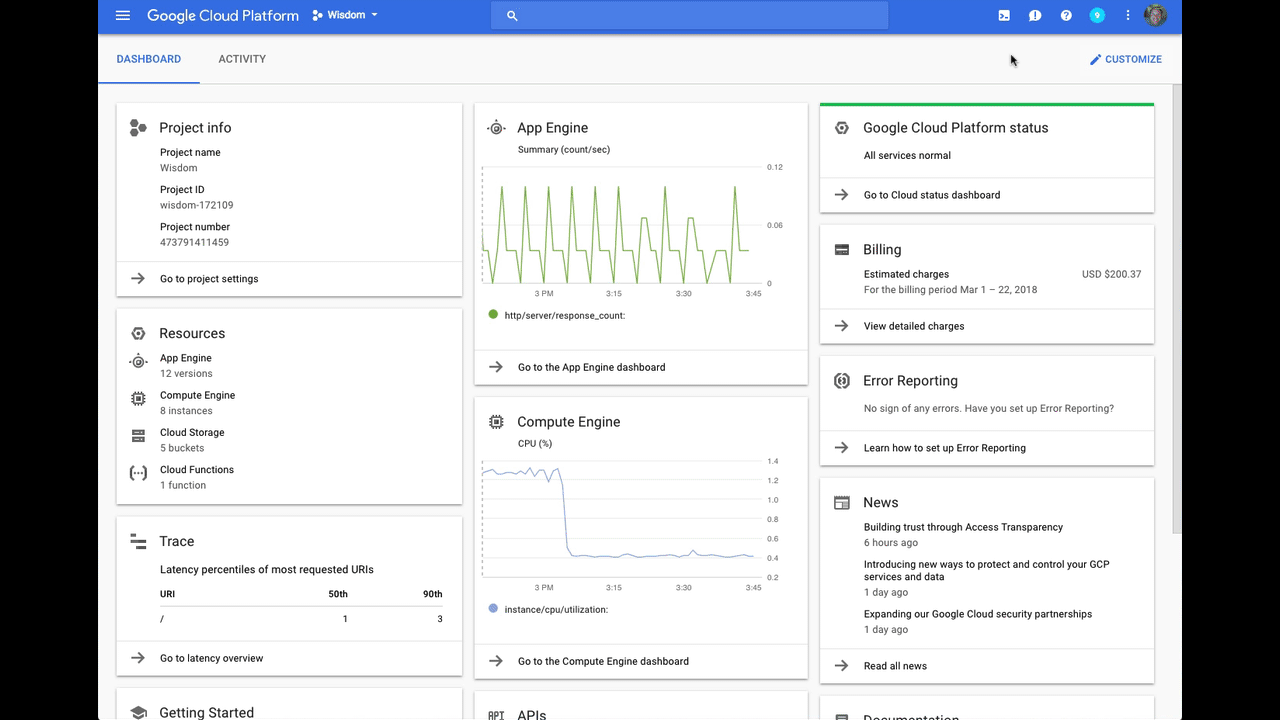 Google Cloud Platform
Wisdom
9
DASHBOARD
ACTIVITY
CUSTOMIZE
Project info
Project name
Wisdom
Project ID
wisdom-172109
Project number
473791411459
Go to project settings
Resources
App Engine
12 versions
Compute Engine
8 instances
Cloud Storage
5 buckets
Cloud Functions
1 function
Trace
Latency percentiles of most requested URIs
URI 50th 90th
/ 1 3
Go to latency overview
Getting Started
App Engine
Summary (count/sec)
0.12
0.06
0
3 PM 3:15 3:30 3:45
http/server/response_count:
Go to the App Engine dashboard
Compute Engine
CPU (%)
1.4
1.2
1.0
0.8
0.6
0.4
0.2
3 PM 3:15 3:30 3:45
instance/cpu/utilization:
Go to the Compute Engine dashboard
API APIs
Google Cloud Platform status
All services normal
Go to Cloud status dashboard
Billing
Estimated charges USD $200.37
For the billing period Mar 1 – 22, 2018
View detailed charges
Error Reporting
No sign of any errors. Have you set up Error Reporting?
Learn how to set up Error Reporting
News
Building trust through Access Transparency
6 hours ago
Introducing new ways to protect and control your GCP
services and data
1 day ago
Expanding our Google Cloud security partnerships
1 day ago
Read all news
Documentation